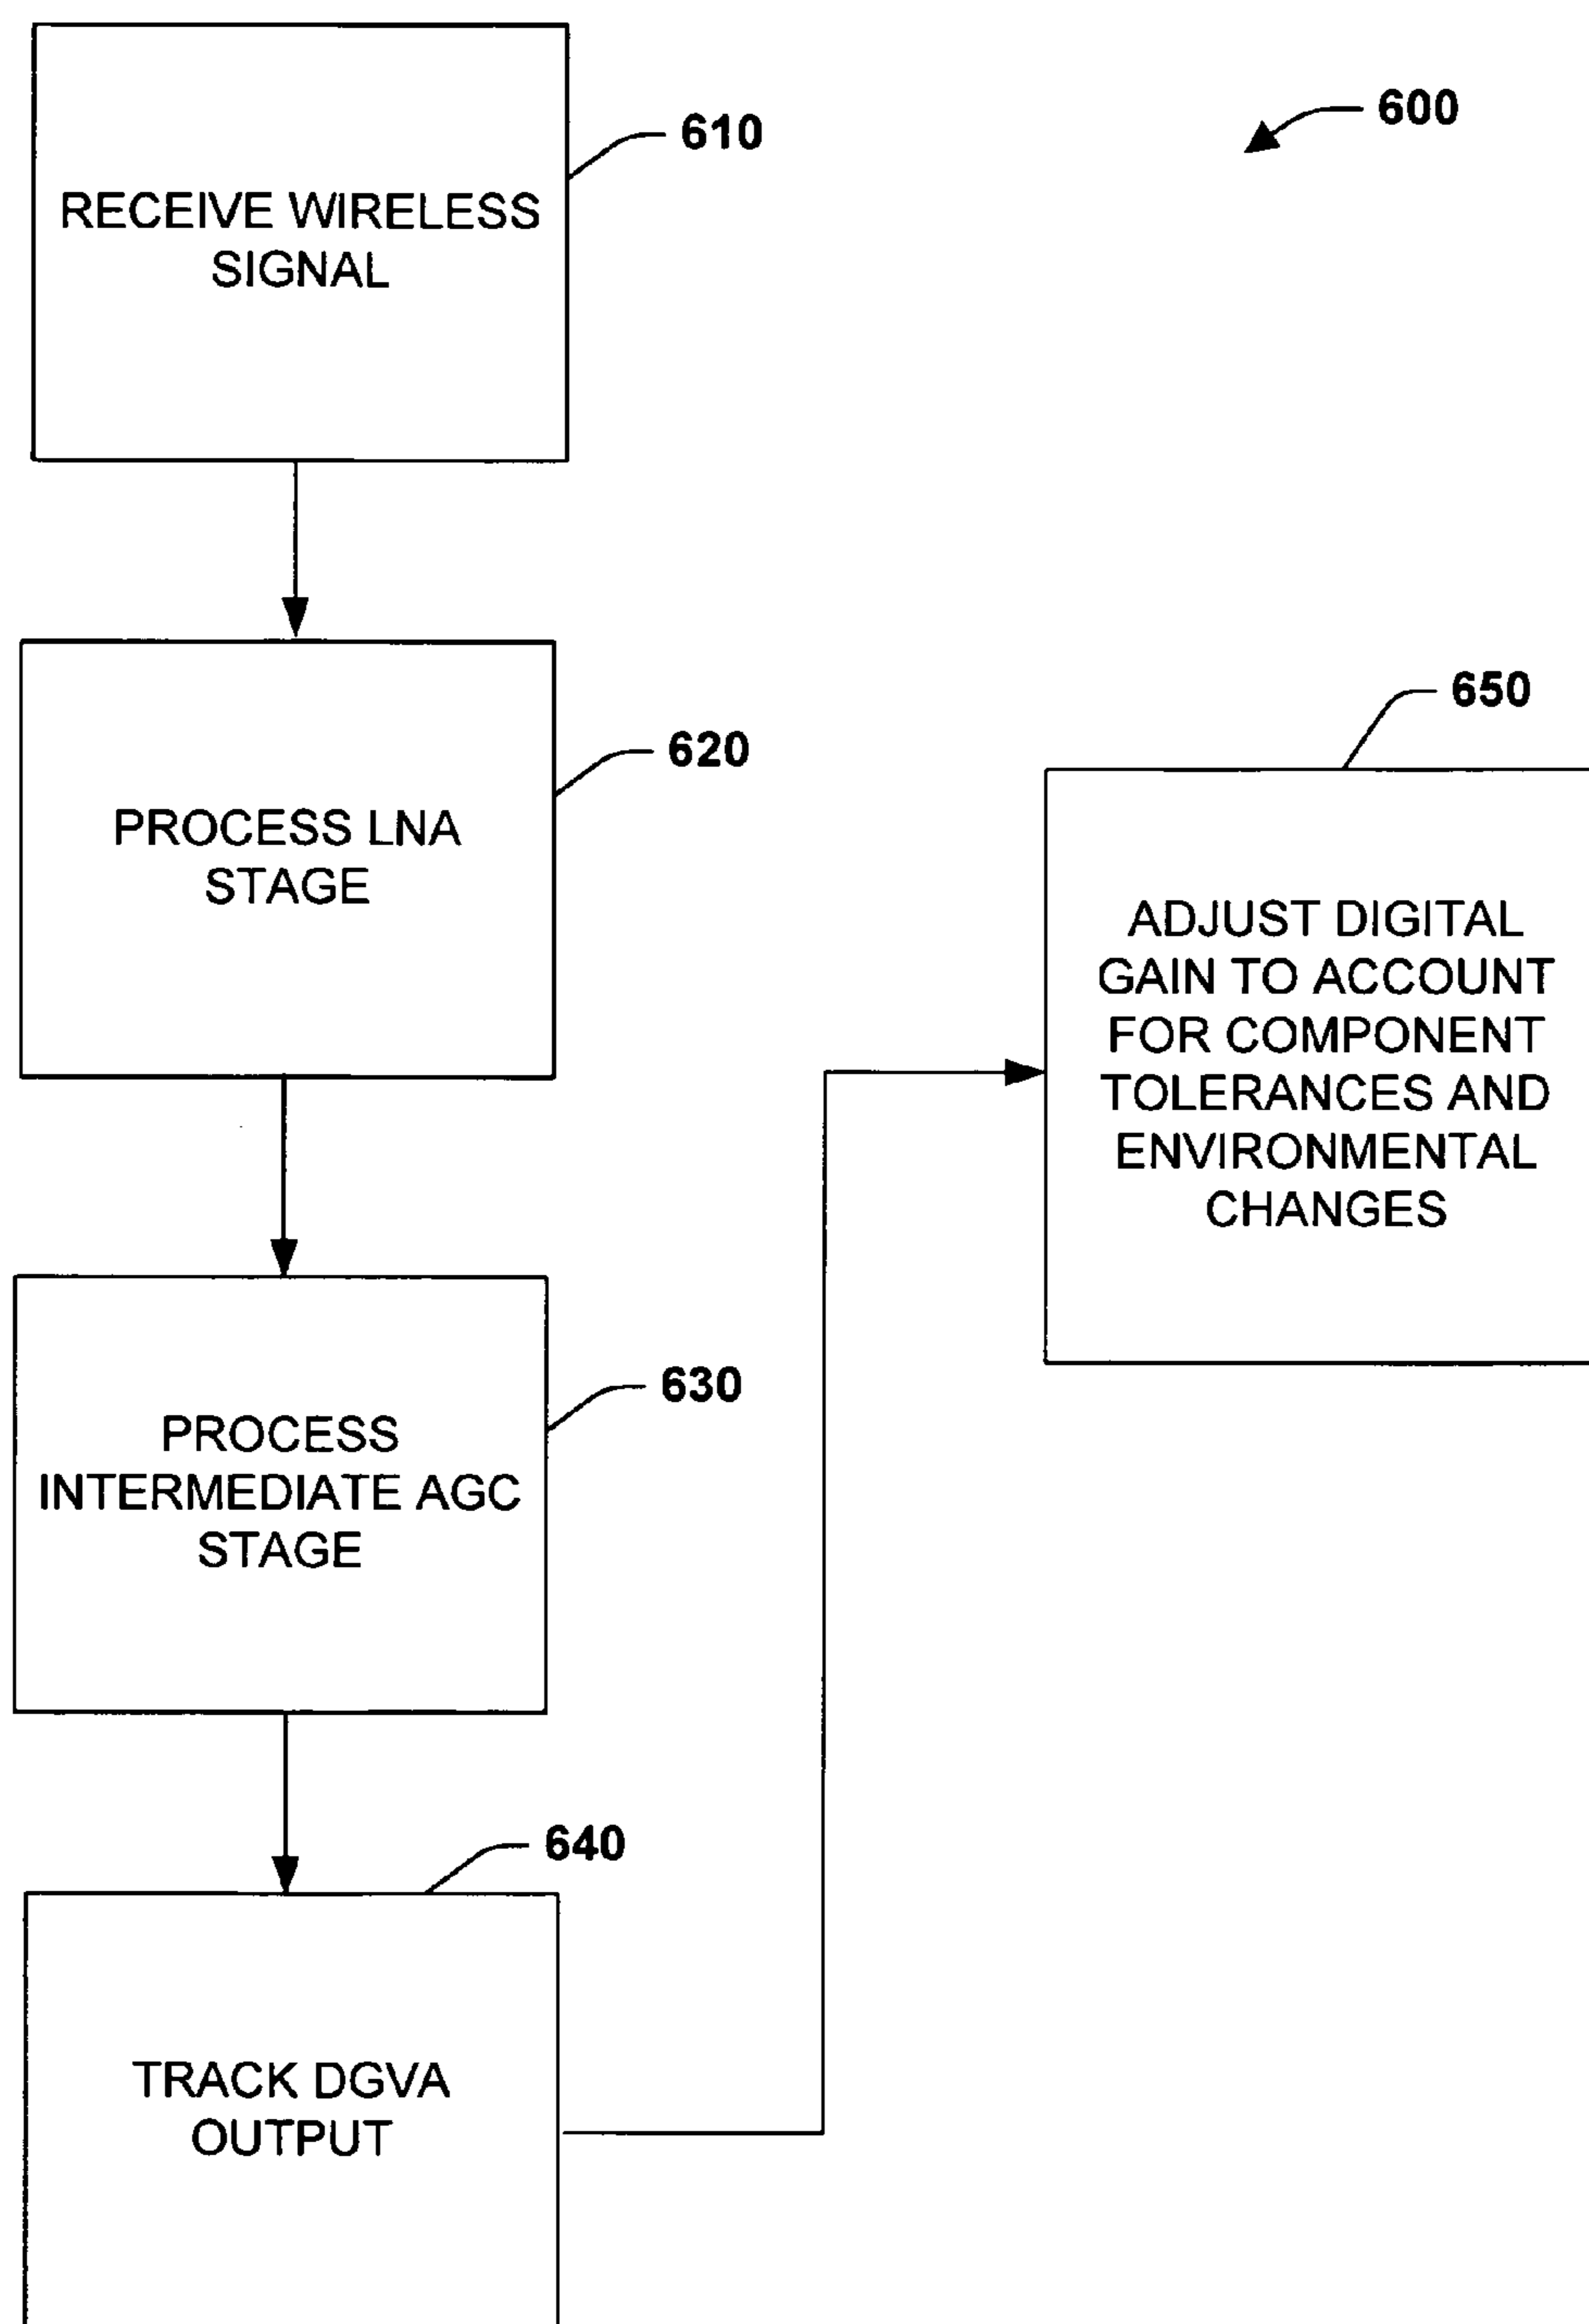 600
610
RECEIVE WIRELESS
SIGNAL
620
PROCESS LNA
STAGE
630
PROCESS
INTERMEDIATE AGC
STAGE
640
TRACK DGVA
OUTPUT
650
ADJUST DIGITAL
GAIN TO ACCOUNT
FOR COMPONENT
TOLERANCES AND
ENVIRONMENTAL
CHANGES